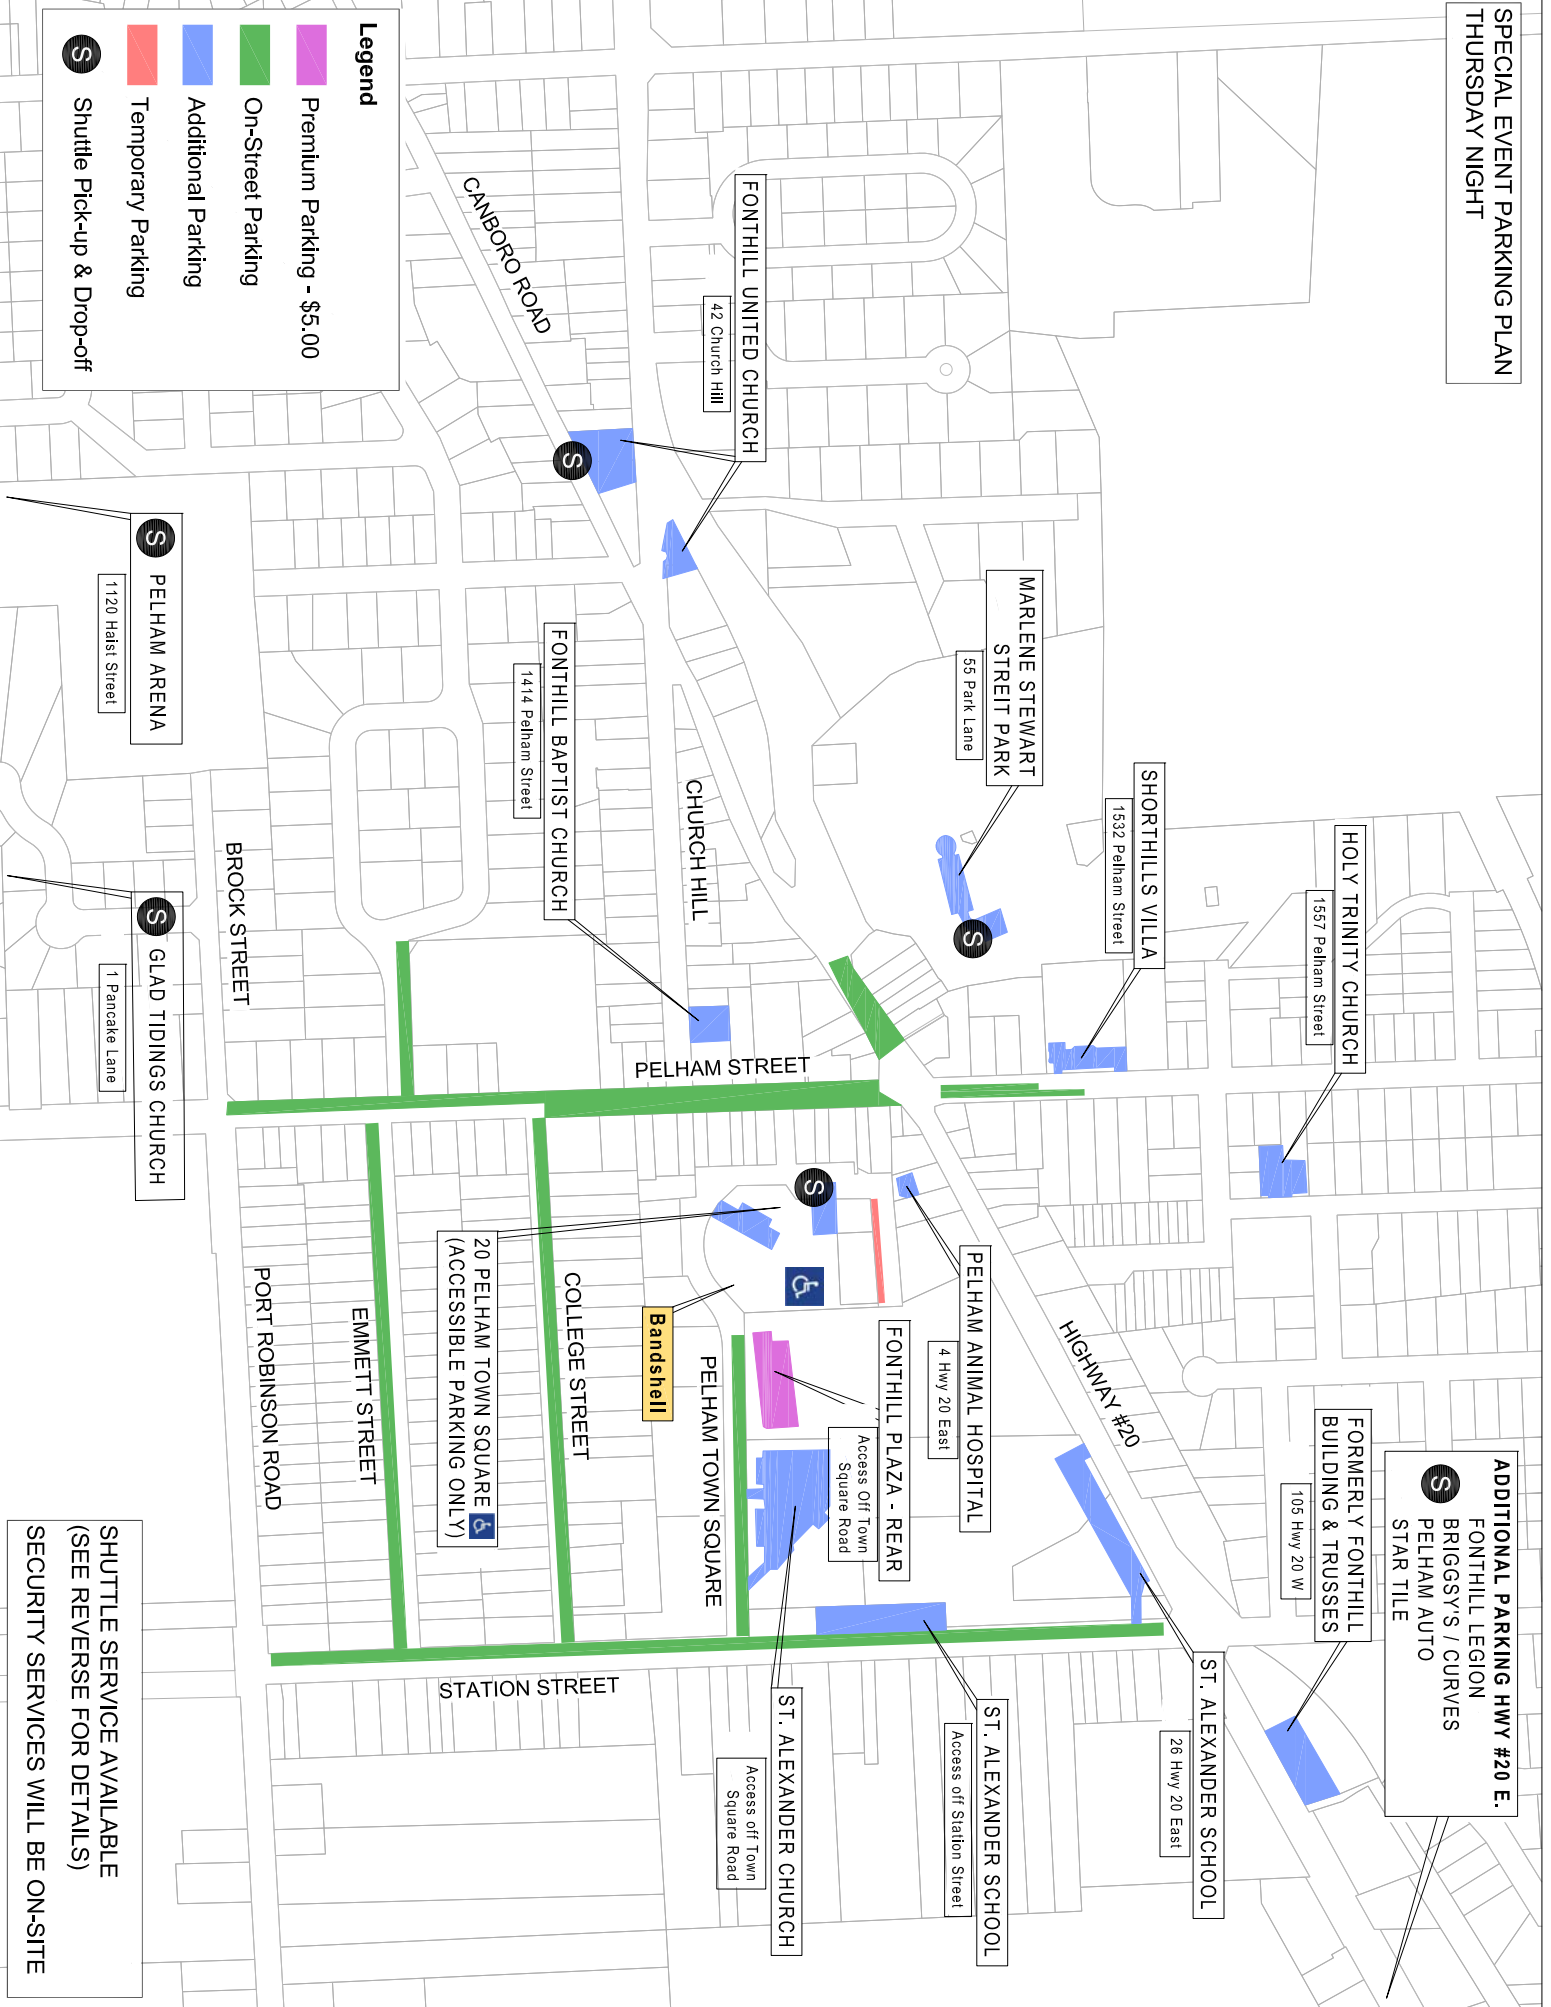 SPECIAL EVENT PARKING PLAN
THURSDAY NIGHT
HOLY TRINITY CHURCH
1557 Pelham Street
ADDITIONAL PARKING HWY #20 E.
FONTHILL LEGION
S
BRIGGSY'S / CURVES
PELHAM AUTO
STAR TILE
FORMERLY FONTHILL
BUILDING & TRUSSES
105 Hwy 20 W
SHORTHILLS VILLA
1532 Pelham Street
MARLENE STEWART
STREIT PARK
55 Park Lane
S
HIGHWAY #20
ST. ALEXANDER SCHOOL
26 Hwy 20 East
PELHAM ANIMAL HOSPITAL
4 Hwy 20 East
ST. ALEXANDER SCHOOL
Access off Station Street
FONTHILL PLAZA - REAR
Access Off Town
Square Road
FONTHILL UNITED CHURCH
42 Church Hill
S
PELHAM STREET
CHURCH HILL
PELHAM TOWN SQUARE
ST. ALEXANDER CHURCH
Access off Town
Square Road
Bandshell
CANBORO ROAD
S
FONTHILL BAPTIST CHURCH
1414 Pelham Street
COLLEGE STREET
STATION STREET
20 PELHAM TOWN SQUARE
(ACCESSIBLE PARKING ONLY)
EMMETT STREET
BROCK STREET
PORT ROBINSON ROAD
Legend
Premium Parking - $5.00
On-Street Parking
Additional Parking
Temporary Parking
S Shuttle Pick-up & Drop-off
S PELHAM ARENA
1120 Haist Street
S GLAD TIDINGS CHURCH
1 Pancake Lane
SHUTTLE SERVICE AVAILABLE
(SEE REVERSE FOR DETAILS)
SECURITY SERVICES WILL BE ON-SITE